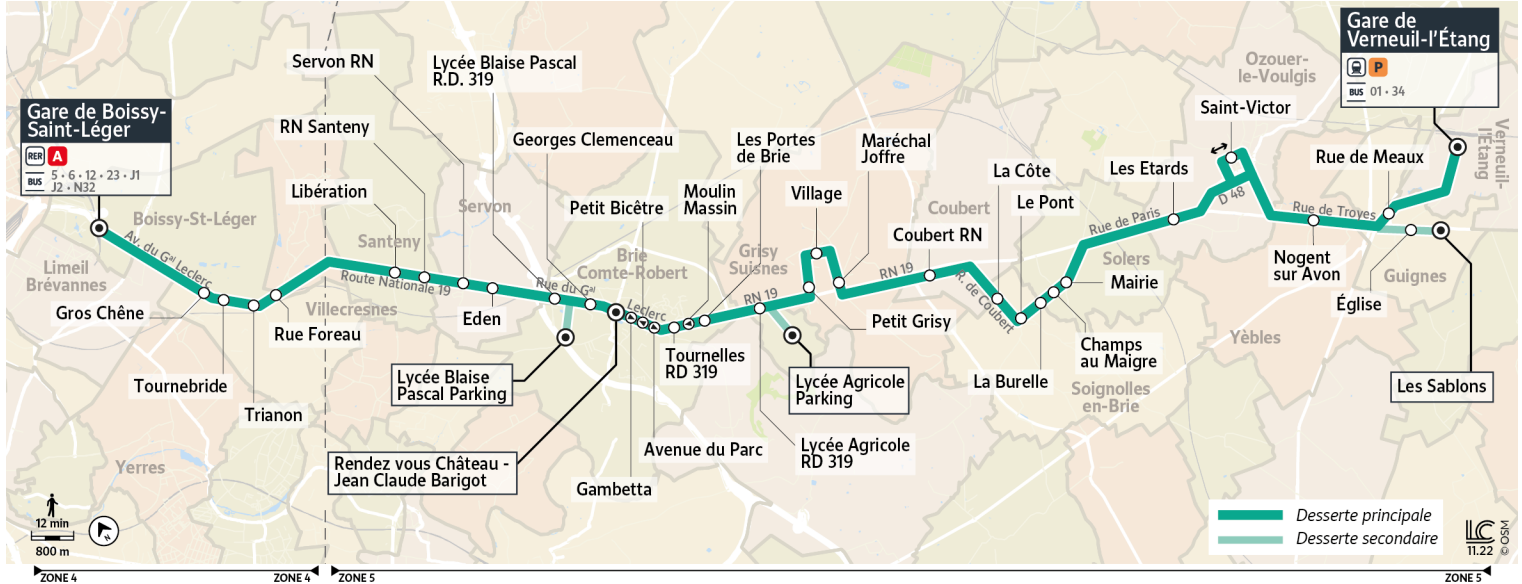 Gare de Boissy-
Saint-Léger
RER A
BUS 5 • 6 • 12 • 23 • J1
J2 • N32
Boissy-St-Léger
Av. du Gal Leclerc
Limeil
Brévannes
Gros Chêne
Tournebride
Trianon
Rue Foreau
Villecresnes
Yerres
Libération
RN Santeny
Servon RN
Santeny
Route Nationale 19
Servon
Eden
Lycée Blaise Pascal
R.D. 319
Georges Clemenceau
Petit Bicêtre
Rue du Gal
Leclerc
Brie
Comte-Robert
Lycée Blaise
Pascal Parking
Rendez vous Château -
Jean Claude Barigot
Gambetta
Avenue du Parc
Tournelles
RD 319
Moulin
Massin
Les Portes
de Brie
Grisy
Suisnes
RN 19
Lycée Agricole
Parking
Lycée Agricole
RD 319
Village
Maréchal
Joffre
Petit Grisy
RN 19
Coubert
Coubert RN
R. de Coubert
La Côte
Le Pont
La Burelle
Champs
au Maigre
Mairie
Solers
Soignolles
en-Brie
Rue de Paris
Les Etards
Yèbles
D 48
Saint-Victor
Ozouer-
le-Voulgis
Nogent
sur Avon
Rue de Troyes
Rue de Meaux
Guignes
Église
Les Sablons
Gare de
Verneuil-l'Étang
P
BUS 01 • 34
Verneuil-
l'Étang
Verneuil-
l'Étang
Desserte principale
Desserte secondaire
12 min
800 m
N
LC
11.22
© OSM
ZONE 4
ZONE 4
ZONE 5
ZONE 5